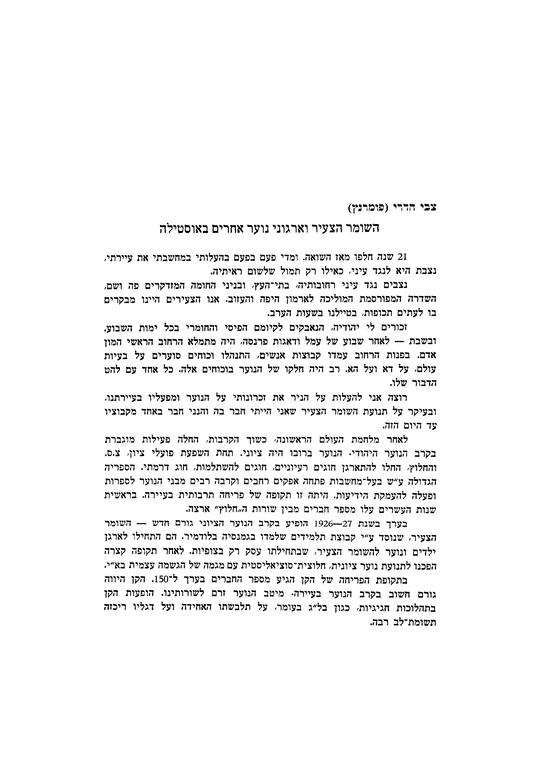 צבי הדרי (פומרנץ)
השומר הצעיר וארגוני נוער אחרים באוסטילה
21 שנה חלפו מאז השואה. ומדי פעם בפעם בהעלותי במחשבתי את עיירתי,
נצבת היא לנגד עיני, כאילו רק תמול שלשום ראיתיה.
נצבים נגד עיני רחובותיה, בתי־העץ, ובניני החומה המזדקרים פה ושם,
השדרה המפורסמת המוליכה לארמון היפה והעזוב. אנו הצעירים היינו מבקרים
בו לעתים תכופות, בטיילנו בשעות הערב.
זכורים לי יהודיה, הנאבקים לקיומם הפיסי והחומרי בכל ימות השבוע.
ובשבת — לאחר שבוע של עמל ודאגות פרנסה, היה מתמלא הרחוב הראשי המון
אדם. בפנות הרחוב עמדו קבוצות אנשים, התנהלו וכוחים סוערים על בעיות
עולם, על דא ועל הא. רב היה חלקו של הנוער בוכוחים אלה. כל אחד עם להט
הדבור שלו.
רוצה אני להעלות על הניר את זכרונותי על הנוער ומפעליו בעיירתנו,
ובעיקר על תנועת השומר הצעיר שאני הייתי חבר בה והנני חבר באחד מקבוציו
עד היום הזה.
לאחר מלחמת העולם הראשונה, כשוך הקרבות, החלה פעילות מוגברת
בקרב הנוער היהודי. הנוער ברובו היה ציוני. תחת השפעת פועלי ציון, צ.ס.
והחלוץ, החלו להתארגן חוגים רעיוניים, חוגים להשתלמות, חוג דרמתי. הספריה
הגדולה ע״ש בעל־מחשבות פתחה אפקים רחבים וקרבה רבים מבני הנוער לספרות
ופעלה להעמקת הידיעות. היתה זו תקופה של פריחה תרבותית בעיירה. בראשית
שנות העשרים עלו מספר חברים מבין שורות ה„חלוץ״ ארצה.
בערך בשנת 27—1926 הופיע בקרב הנוער הציוני גורם חדש — השומר
הצעיר, שנוסד ע״י קבוצת תלמידים שלמדו בגמנסיה בלודמיר. הם התחילו לארגן
ילדים ונוער להשומר הצעיר, שבתחילתו עסק רק בצופיות. לאחר תקופה קצרה
הפכנו לתנועת נוער ציונית, חלוצית־סוציאליסטית עם מגמה של הגשמה עצמית בא״י.
בתקופת הפריחה של הקן הגיע מספר החברים בערך ל־150. הקן היווה
גורם חשוב בקרב הנוער בעיירה, מיטב הנוער זרם לשורותינו. הופעות הקן
בתהלוכות חגיגיות, כגון בל״ג בעומר, על תלבשתו האחידה ועל דגליו ריכזה
תשומת־לב רבה.